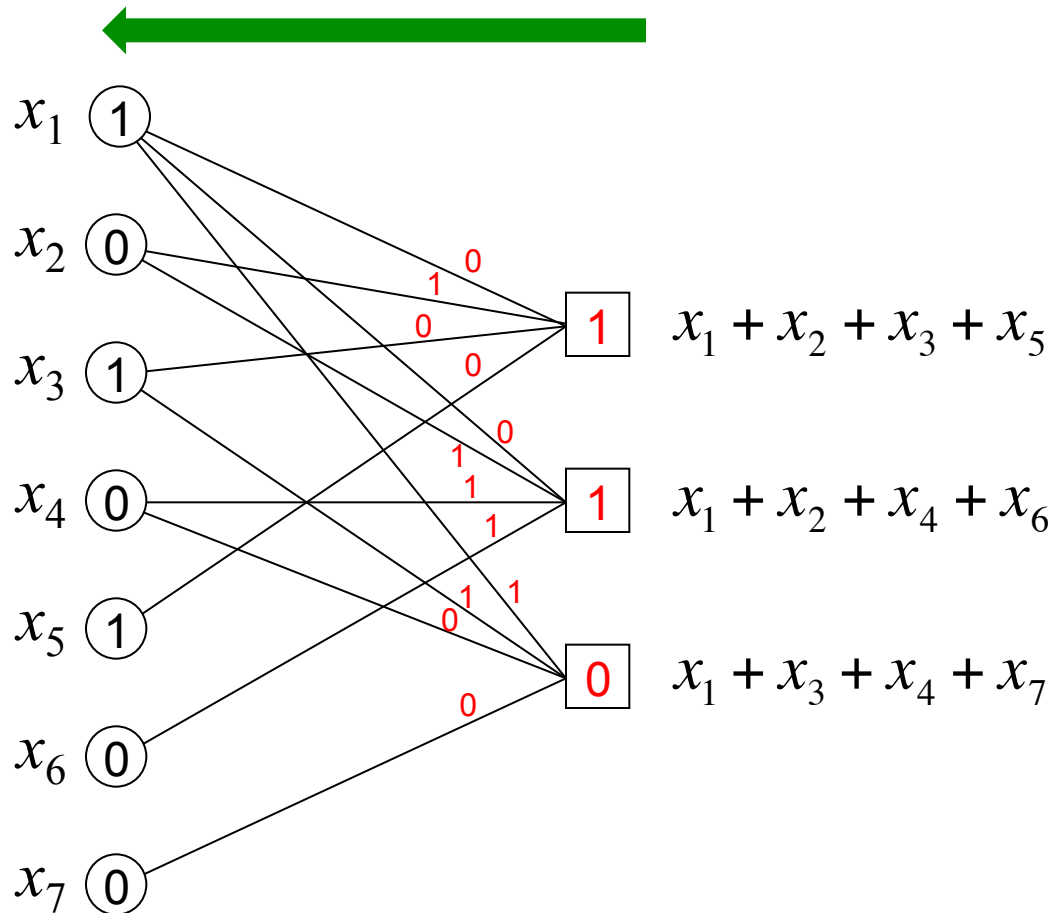 x₁ 1
x₂ 0
0
1
0
1 x₁ + x₂ + x₃ + x₅
x₃ 1
0
0
1
x₄ 0
1
1 x₁ + x₂ + x₄ + x₆
1
1
1
0
x₅ 1
0 x₁ + x₃ + x₄ + x₇
0
x₆ 0
x₇ 0